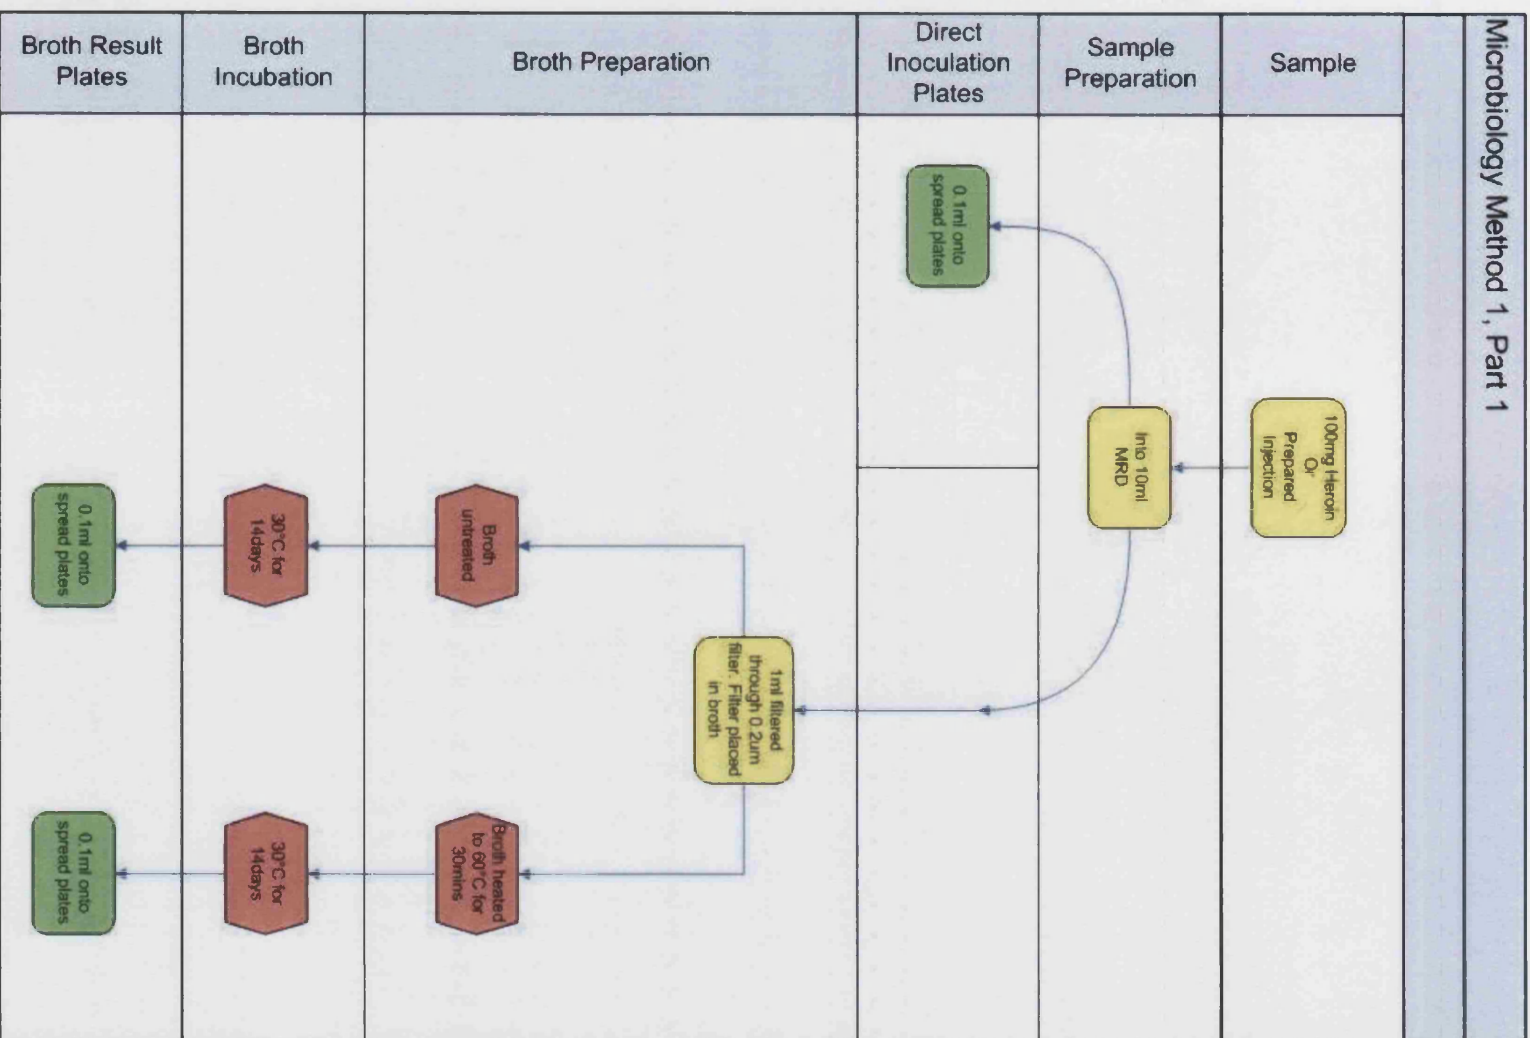 Microbiology Method 1, Part 1
Sample
Sample
Preparation
Direct
Inoculation
Plates
Broth Preparation
Broth
Incubation
Broth Result
Plates
100mg Heroin
Or
Prepared
Injection
Into 10ml
MRD
0.1ml onto
spread plates
1ml filtered
through 0.2um
filter. Filter placed
in broth
Broth
untreated
Broth heated
to 60°C for
30mins
30°C for
14days
30°C for
14days
0.1ml onto
spread plates
0.1ml onto
spread plates